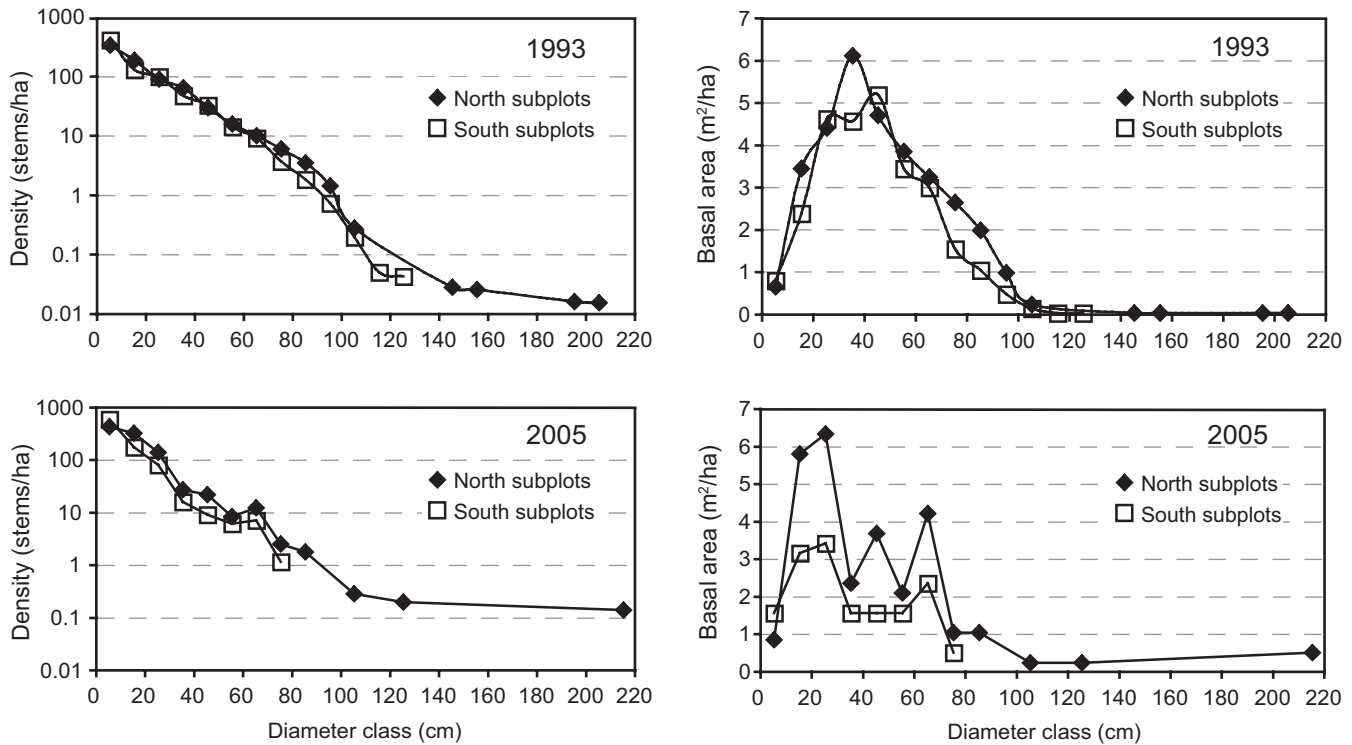 1993
Density (stems/ha)
1000
100
10
1
0.1
0.01
North subplots
South subplots
0 20 40 60 80 100 120 140 160 180 200 220
1993
Basal area (m²/ha)
7
6
5
4
3
2
1
0
North subplots
South subplots
0 20 40 60 80 100 120 140 160 180 200 220
2005
Density (stems/ha)
1000
100
10
1
0.1
0.01
North subplots
South subplots
0 20 40 60 80 100 120 140 160 180 200 220
Diameter class (cm)
2005
Basal area (m²/ha)
7
6
5
4
3
2
1
0
North subplots
South subplots
0 20 40 60 80 100 120 140 160 180 200 220
Diameter class (cm)